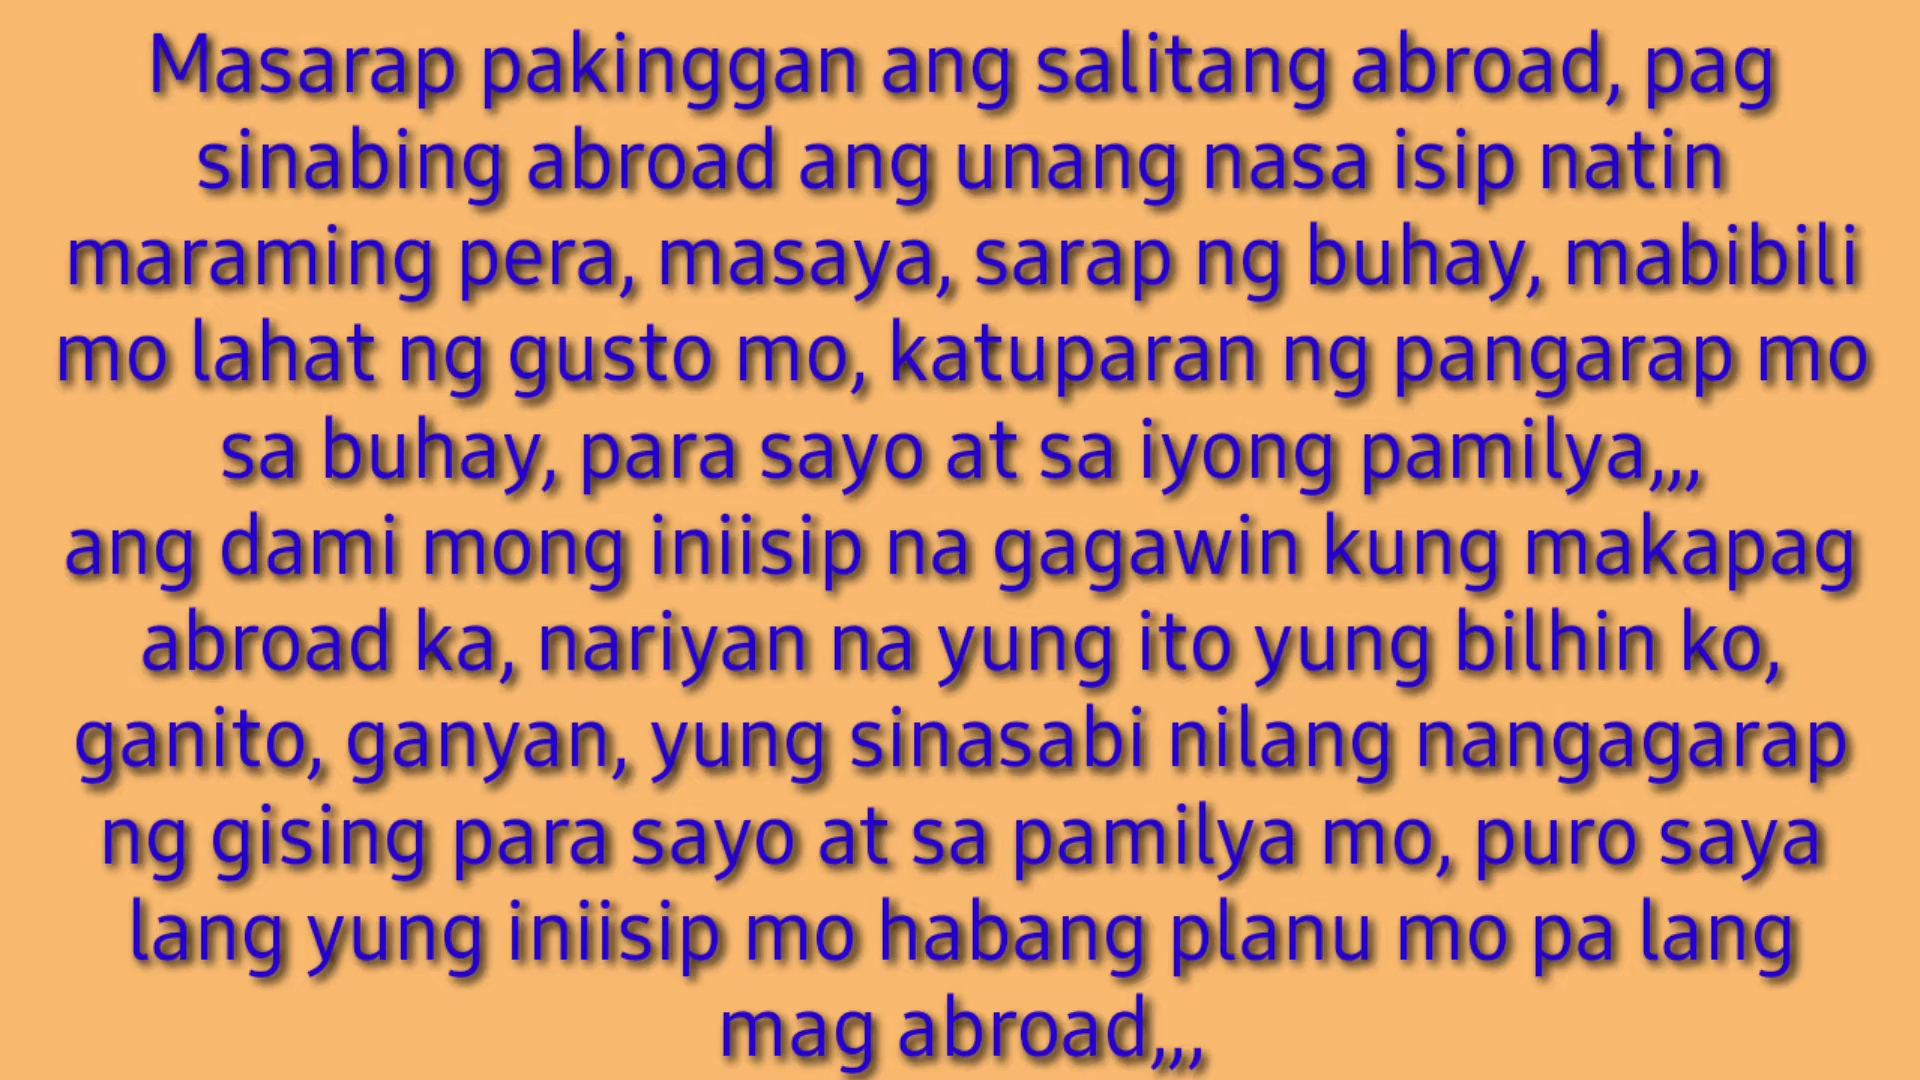 Masarap pakinggan ang salitang abroad, pag
sinabing abroad ang unang nasa isip natin
maraming pera, masaya, sarap ng buhay, mabibili
mo lahat ng gusto mo, katuparan ng pangarap mo
sa buhay, para sayo at sa iyong pamilya,,,
ang dami mong iniisip na gagawin kung makapag
abroad ka, nariyan na yung ito yung bilhin ko,
ganito, ganyan, yung sinasabi nilang nangagarap
ng gising para sayo at sa pamilya mo, puro saya
lang yung iniisip mo habang planu mo pa lang
mag abroad,,,